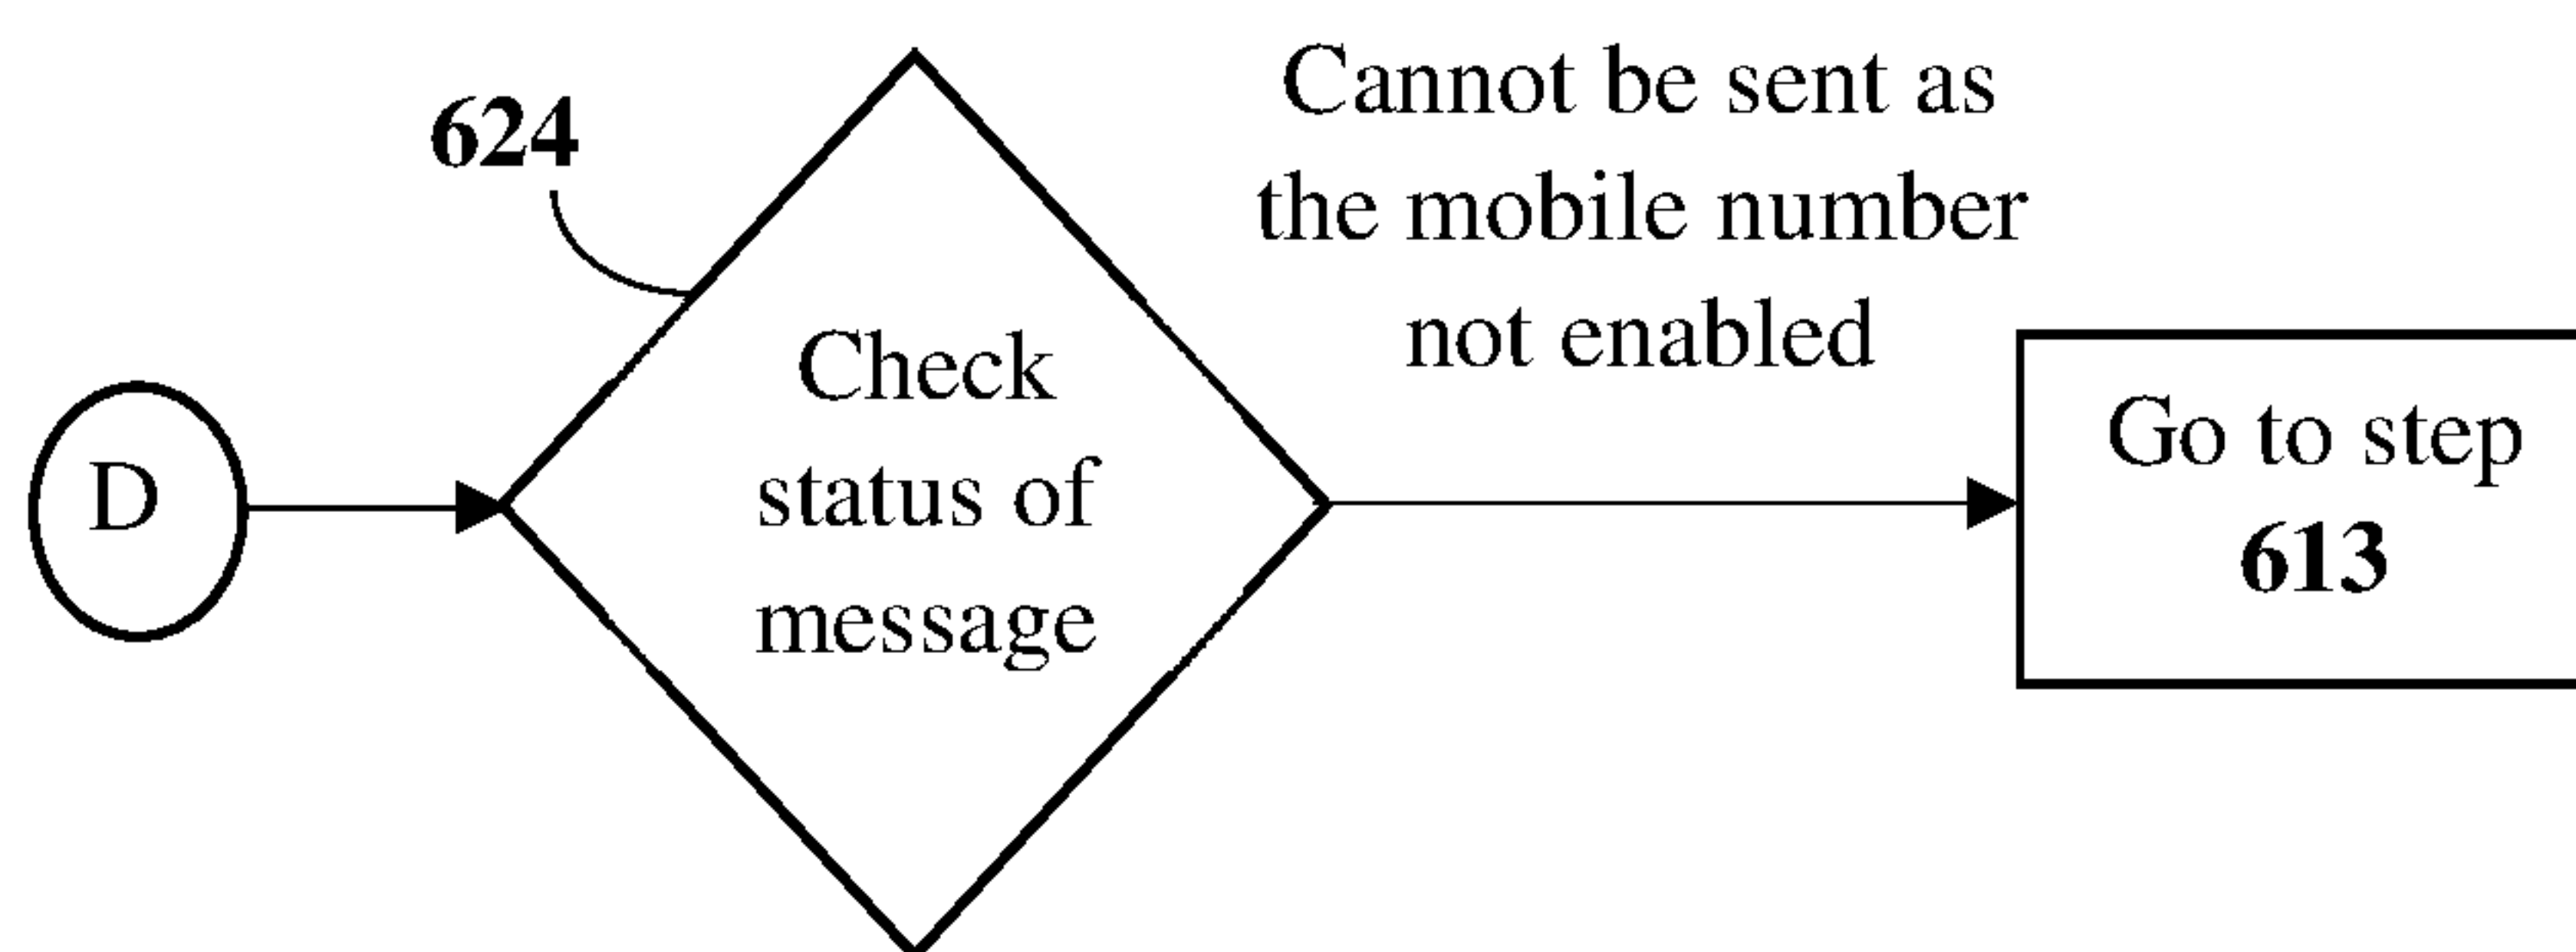 624
D
Check
status of
message
Cannot be sent as
the mobile number
not enabled
Go to step
613